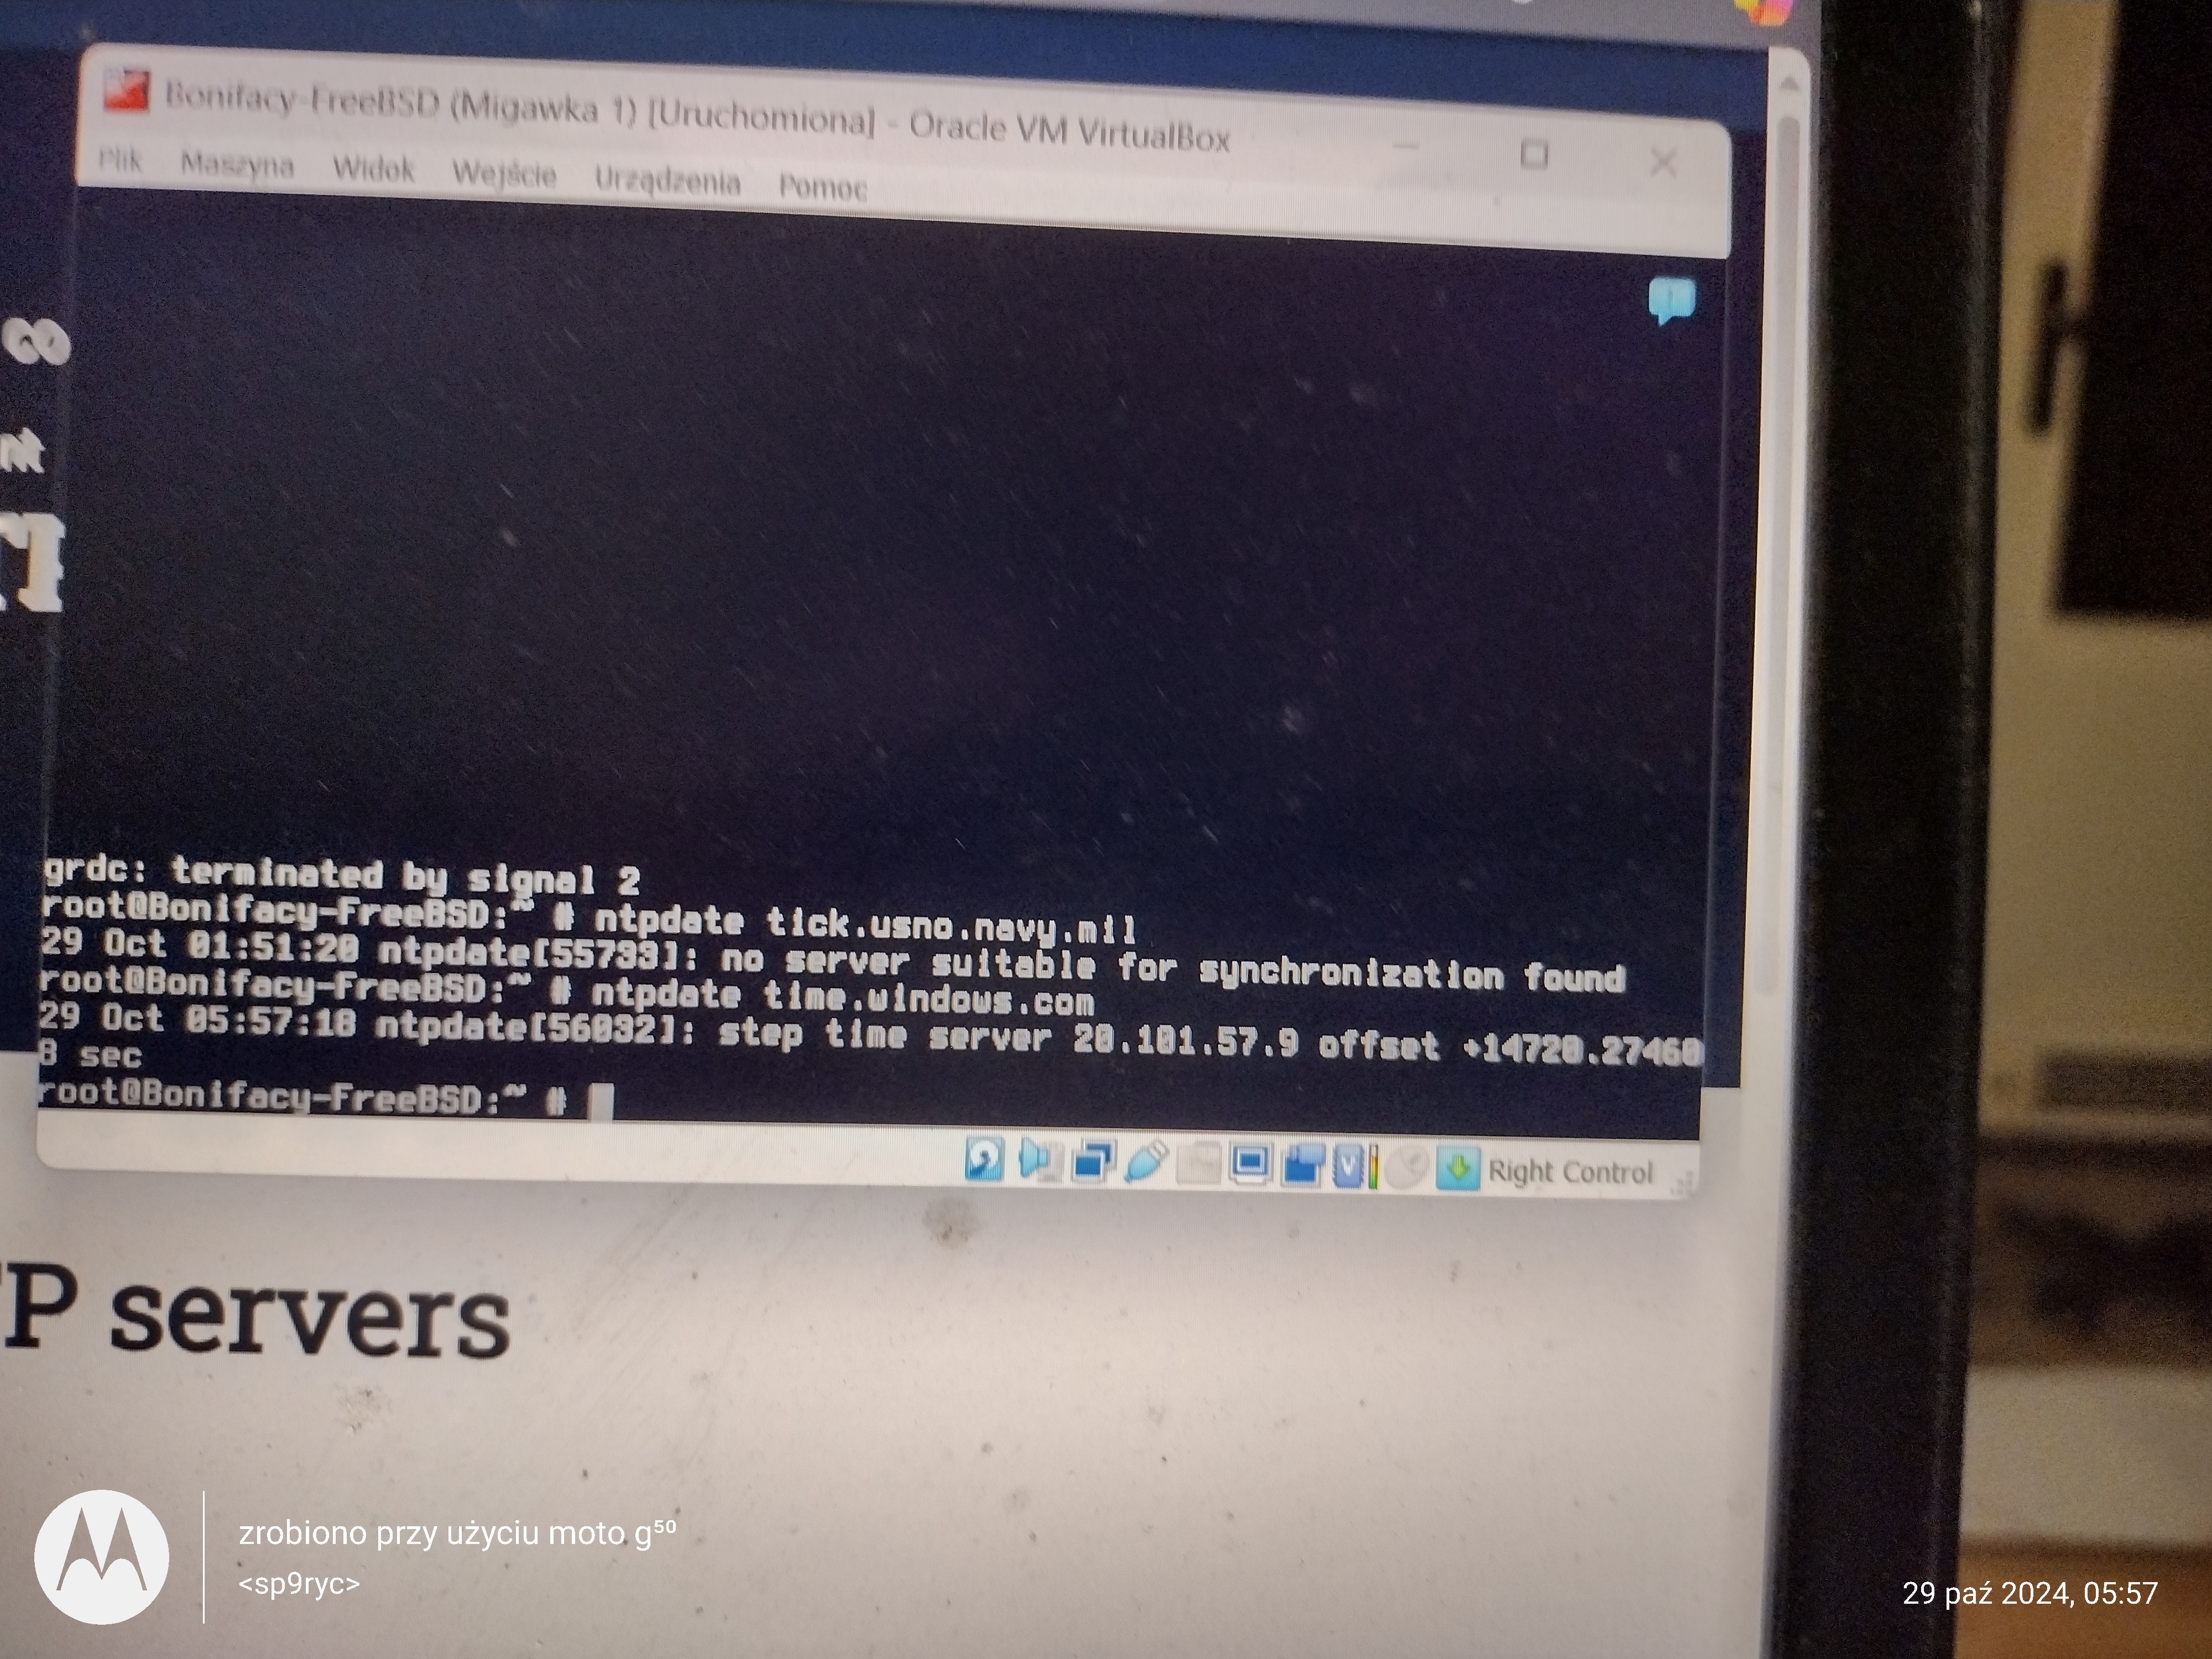 Bonifacy-FreeBSD (Migawka 1) [Uruchomiona] - Oracle VM VirtualBox
Plik Maszyna Widok Wejście Urządzenia Pomoc
grdc: terminated by signal 2
root@Bonifacy-FreeBSD:~ # ntpdate tick.usno.navy.mil
29 Oct 01:51:20 ntpdate[55733]: no server suitable for synchronization found
root@Bonifacy-FreeBSD:~ # ntpdate time.windows.com
29 Oct 05:57:18 ntpdate[56032]: step time server 20.101.57.9 offset +14720.27460
8 sec
root@Bonifacy-FreeBSD:~ #
Right Control
TP servers
zrobiono przy użyciu moto g⁵⁰
<sp9ryc>
29 paź 2024, 05:57